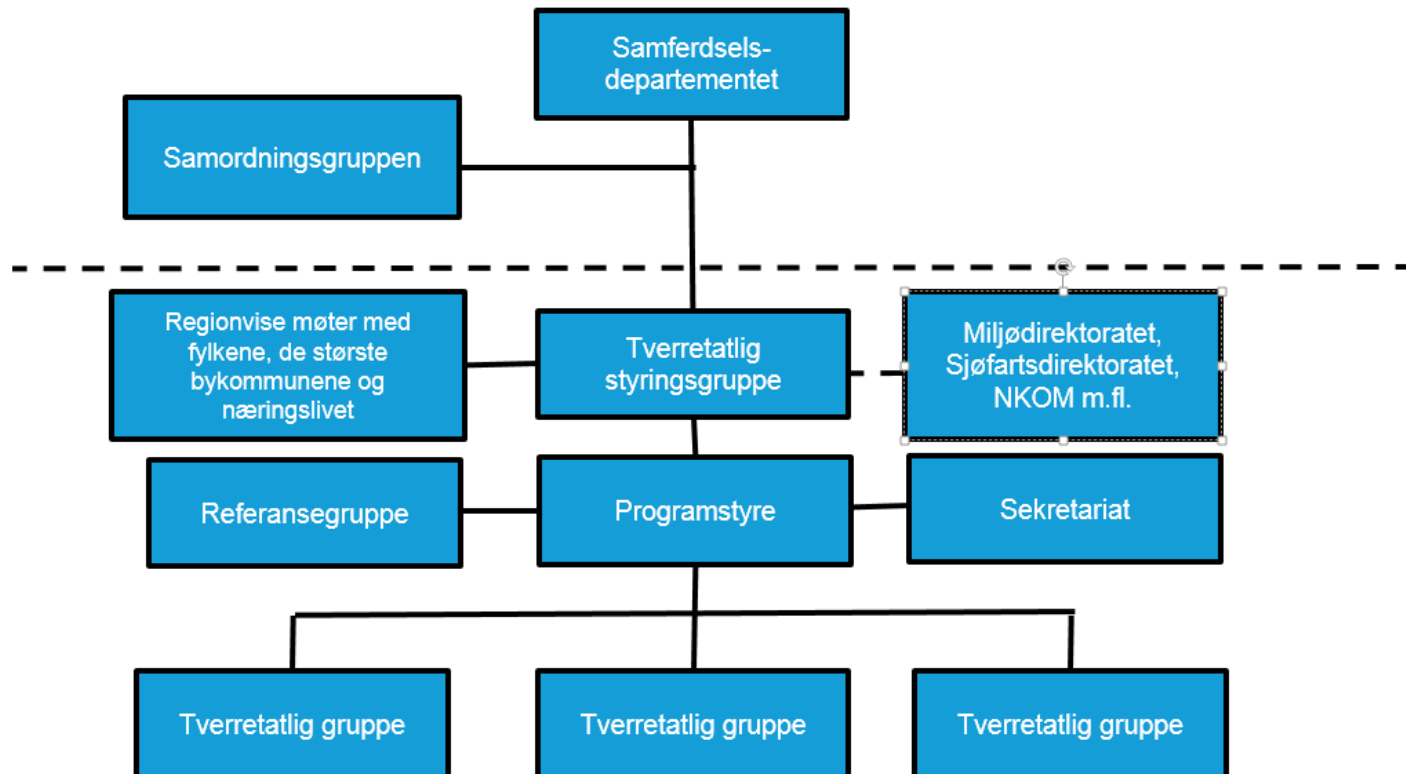 Samferdsels-
departementet
Samordningsgruppen
Regionvise møter med
fylkene, de største
bykommunene og
næringslivet
Tverretatlig
styringsgruppe
Miljødirektoratet,
Sjøfartsdirektoratet,
NKOM m.fl.
Referansegruppe
Programstyre
Sekretariat
Tverretatlig gruppe
Tverretatlig gruppe
Tverretatlig gruppe